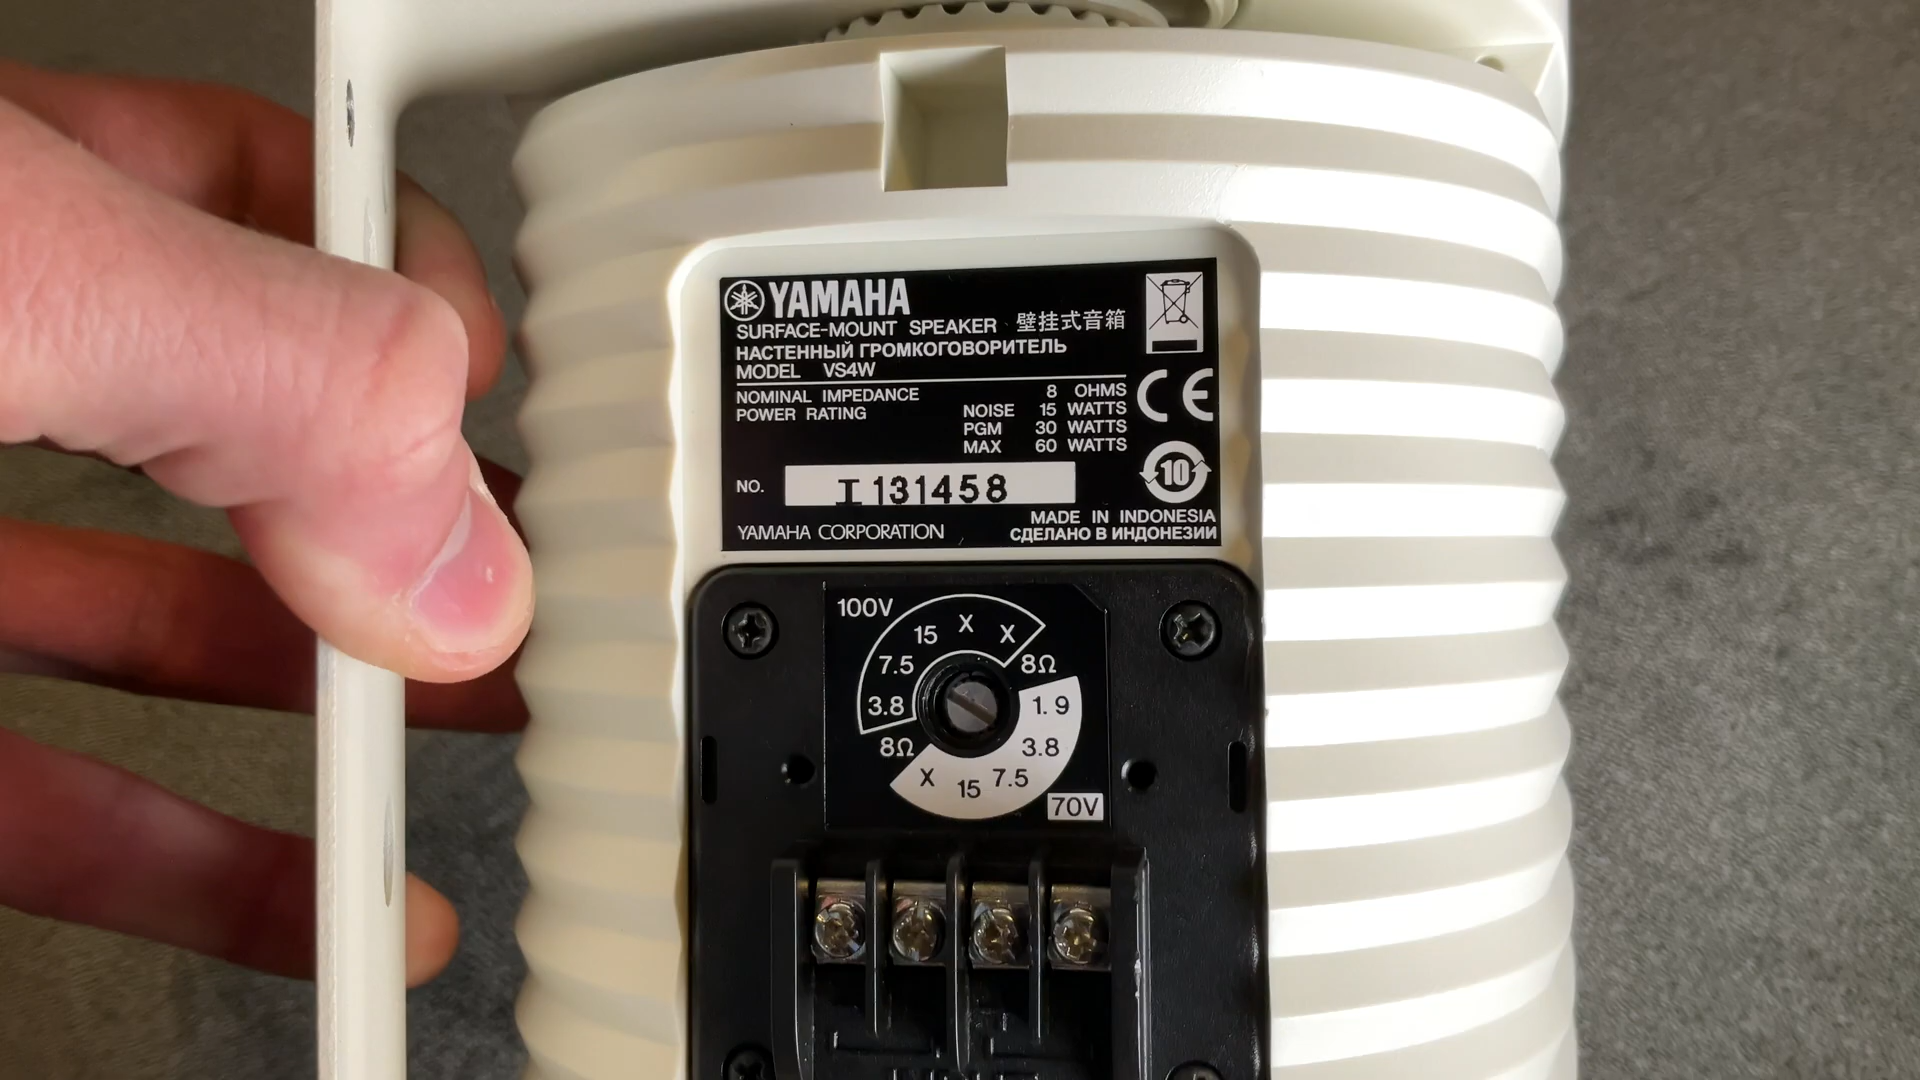 YAMAHA
SURFACE-MOUNT SPEAKER 壁挂式音箱
НАСТЕННЫЙ ГРОМКОГОВОРИТЕЛЬ
MODEL VS4W
NOMINAL IMPEDANCE 8 OHMS
POWER RATING NOISE 15 WATTS
PGM 30 WATTS
MAX 60 WATTS
NO. I131458
10
YAMAHA CORPORATION MADE IN INDONESIA
СДЕЛАНО В ИНДОНЕЗИИ
CE
100V
3.8 7.5 15 X X
8Ω
1.9 3.8 7.5 15 X
8Ω
70V